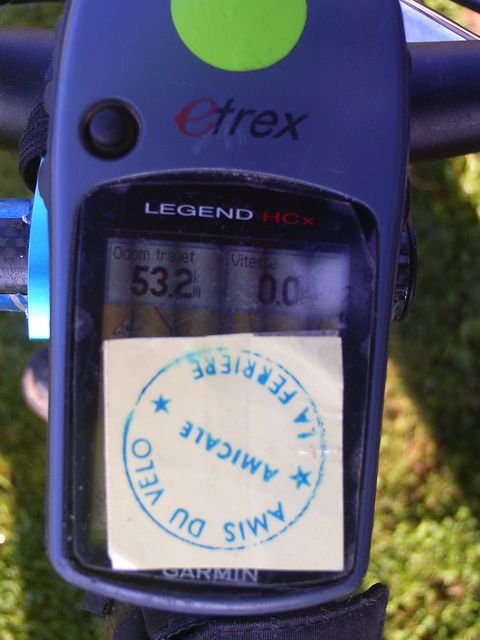 etrex
LEGEND HCx
Odom trajet Vitesse
53.2 0.0
AMIS DU VELO
AMICALE
LA FERRIERE
GARMIN